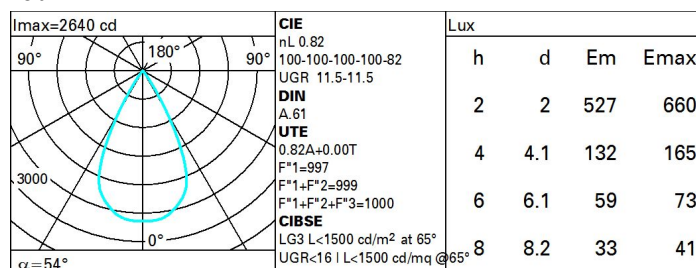 Imax=2640 cd
90° 180° 90°
3000
0°
α=54°
CIE
nL 0.82
100-100-100-100-82
UGR 11.5-11.5
DIN
A.61
UTE
0.82A+0.00T
F"1=997
F"1+F"2=999
F"1+F"2+F"3=1000
CIBSE
LG3 L<1500 cd/m² at 65°
UGR<16 | L<1500 cd/mq @65°
Lux
h d Em Emax
2 2 527 660
4 4.1 132 165
6 6.1 59 73
8 8.2 33 41